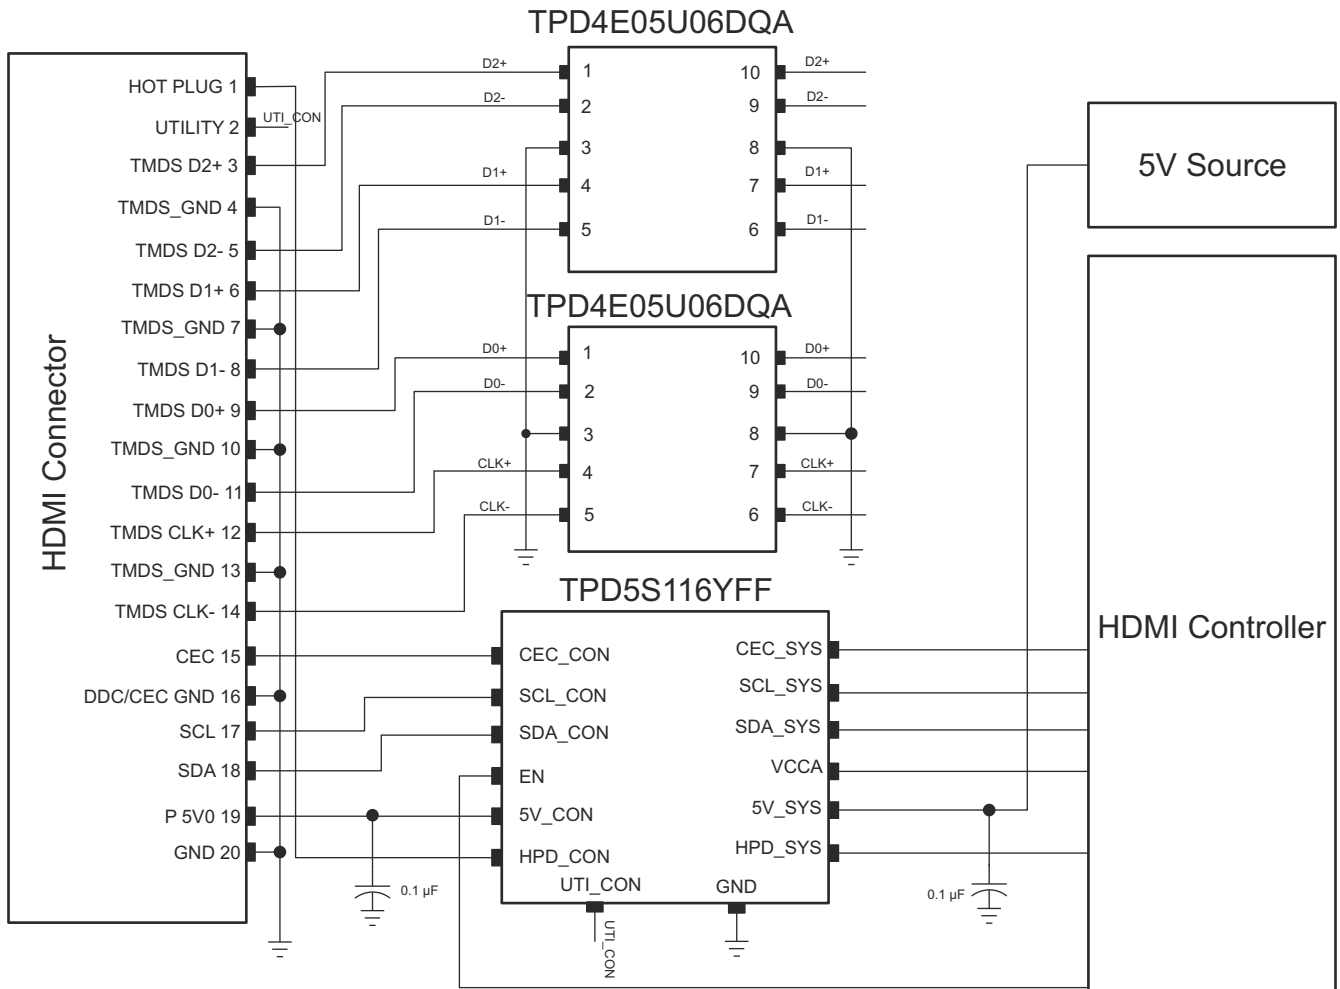 TPD4E05U06DQA
HDMI Connector
HOT PLUG 1
UTILITY 2
UTI_CON
TMDS D2+ 3
TMDS_GND 4
TMDS D2- 5
TMDS D1+ 6
TMDS_GND 7
TMDS D1- 8
TMDS D0+ 9
TMDS_GND 10
TMDS D0- 11
TMDS CLK+ 12
TMDS_GND 13
TMDS CLK- 14
CEC 15
DDC/CEC GND 16
SCL 17
SDA 18
P 5V0 19
GND 20
D2+ 1 10 D2+
D2- 2 9 D2-
3 8
D1+ 4 7 D1+
D1- 5 6 D1-
TPD4E05U06DQA
D0+ 1 10 D0+
D0- 2 9 D0-
3 8
CLK+ 4 7 CLK+
CLK- 5 6 CLK-
TPD5S116YFF
CEC_CON CEC_SYS
SCL_CON SCL_SYS
SDA_CON SDA_SYS
EN VCCA
5V_CON 5V_SYS
HPD_CON HPD_SYS
UTI_CON GND
UTI_CON
0.1 µF
0.1 µF
5V Source
HDMI Controller